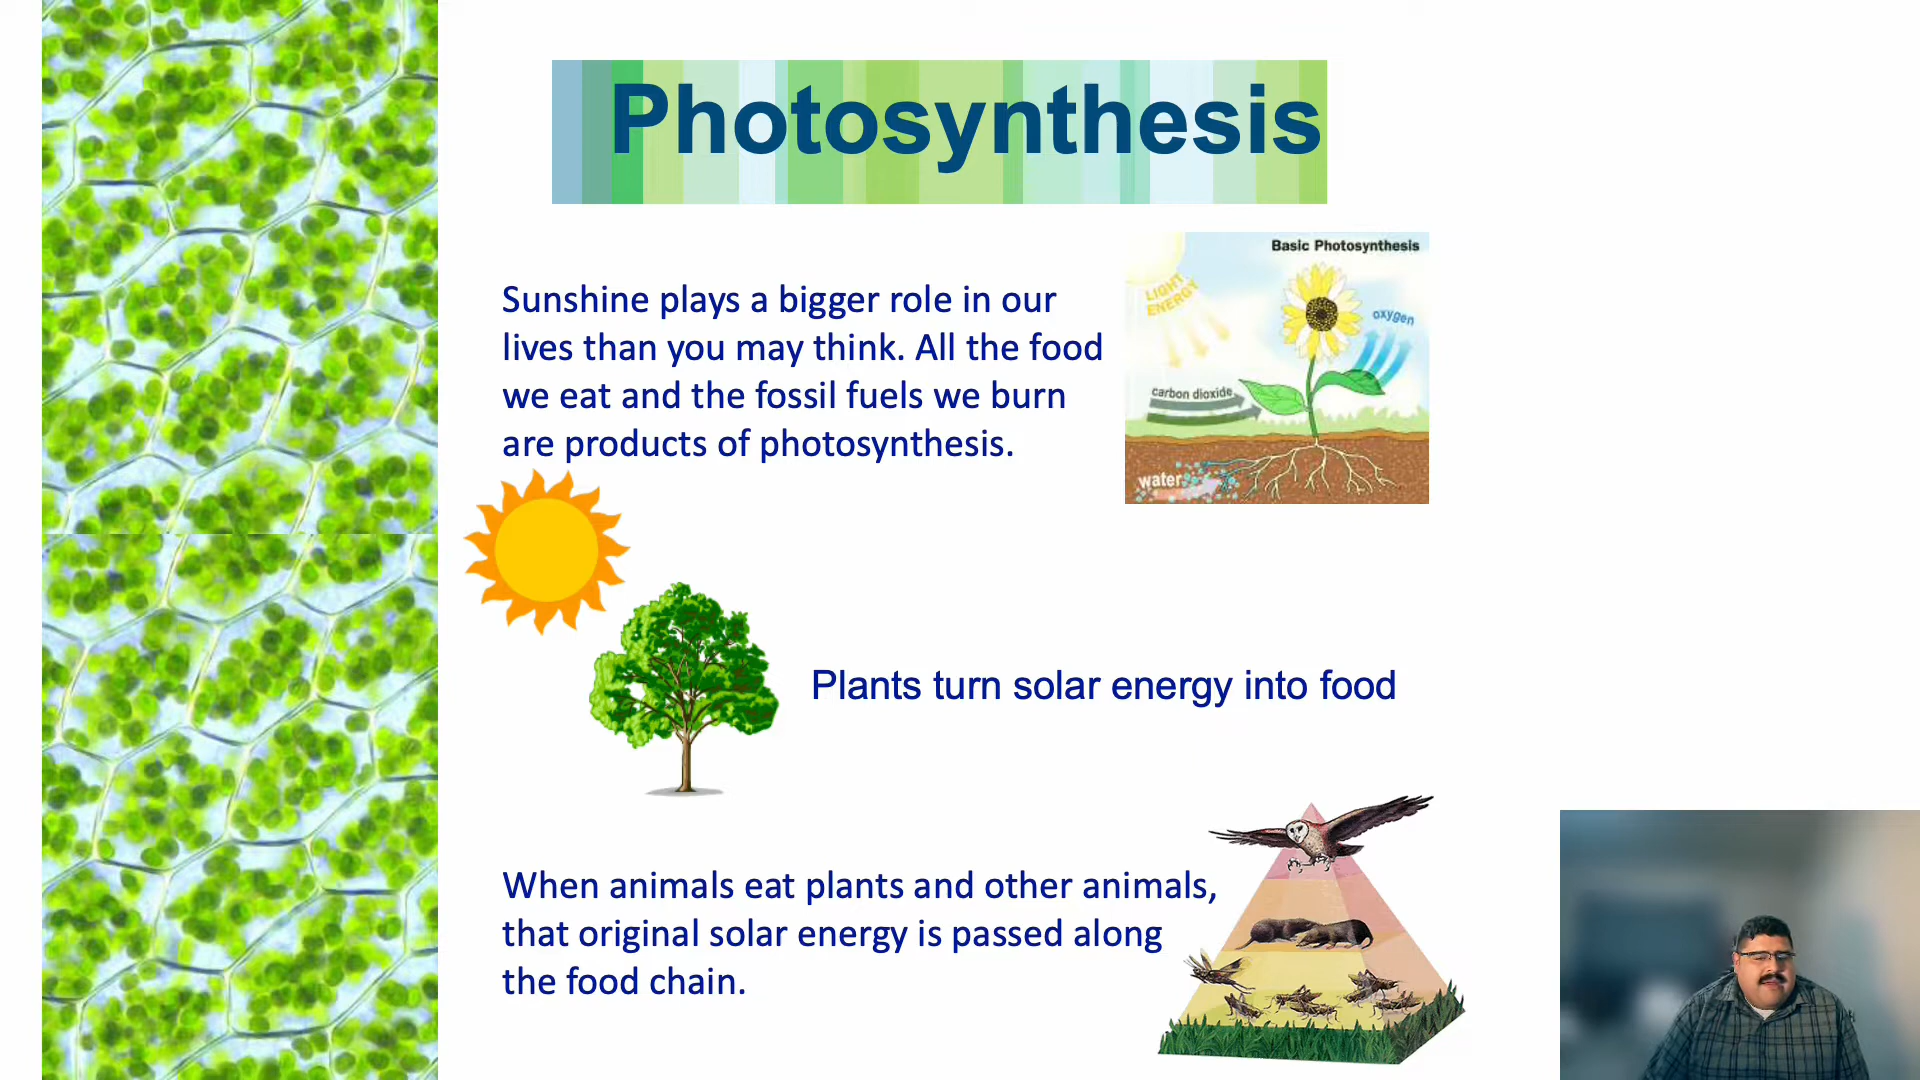 Photosynthesis
Sunshine plays a bigger role in our
lives than you may think. All the food
we eat and the fossil fuels we burn
are products of photosynthesis.
Basic Photosynthesis
LIGHT
ENERGY
oxygen
carbon dioxide
water
Plants turn solar energy into food
When animals eat plants and other animals,
that original solar energy is passed along
the food chain.